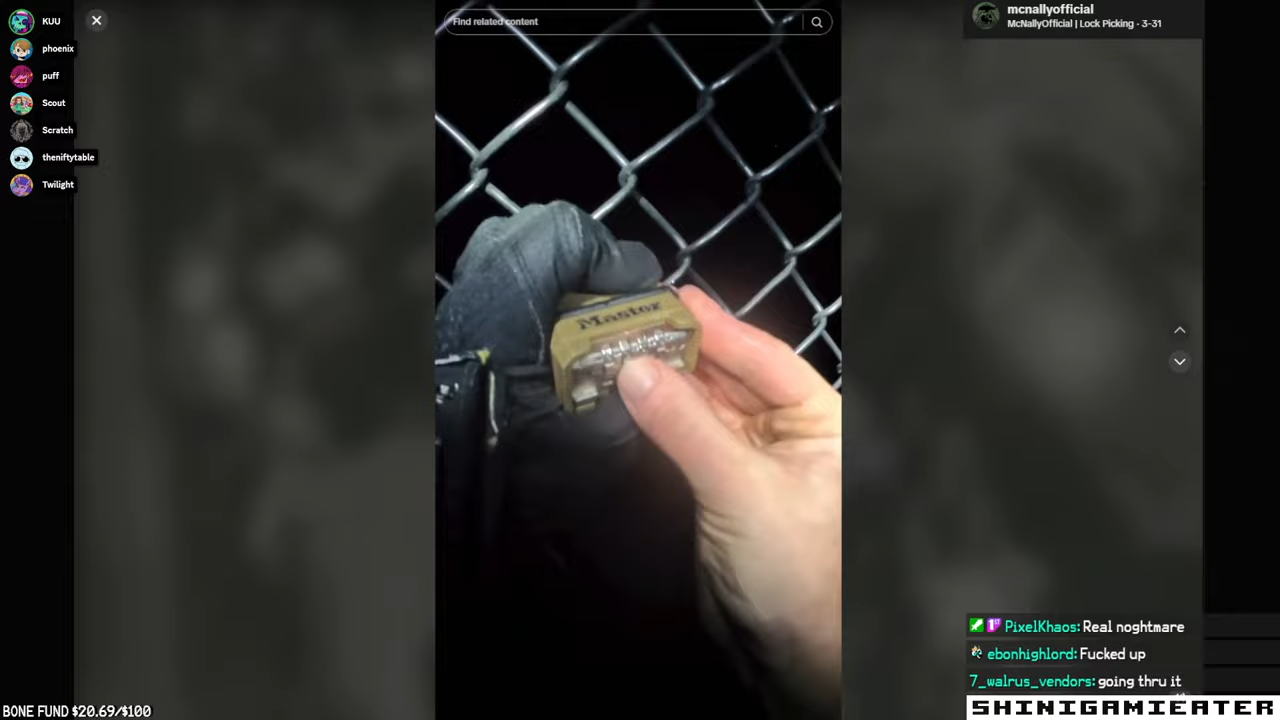 KUU
phoenix
puff
Scout
Scratch
theniftytable
Twilight
Find related content
mcnallyofficial
McNallyOfficial | Lock Picking · 3-31
Master
PixelKhaos: Real noghtmare
ebonhighlord: Fucked up
7_walrus_vendors: going thru it
BONE FUND $20.69/$100
SHINIGAMIEATER